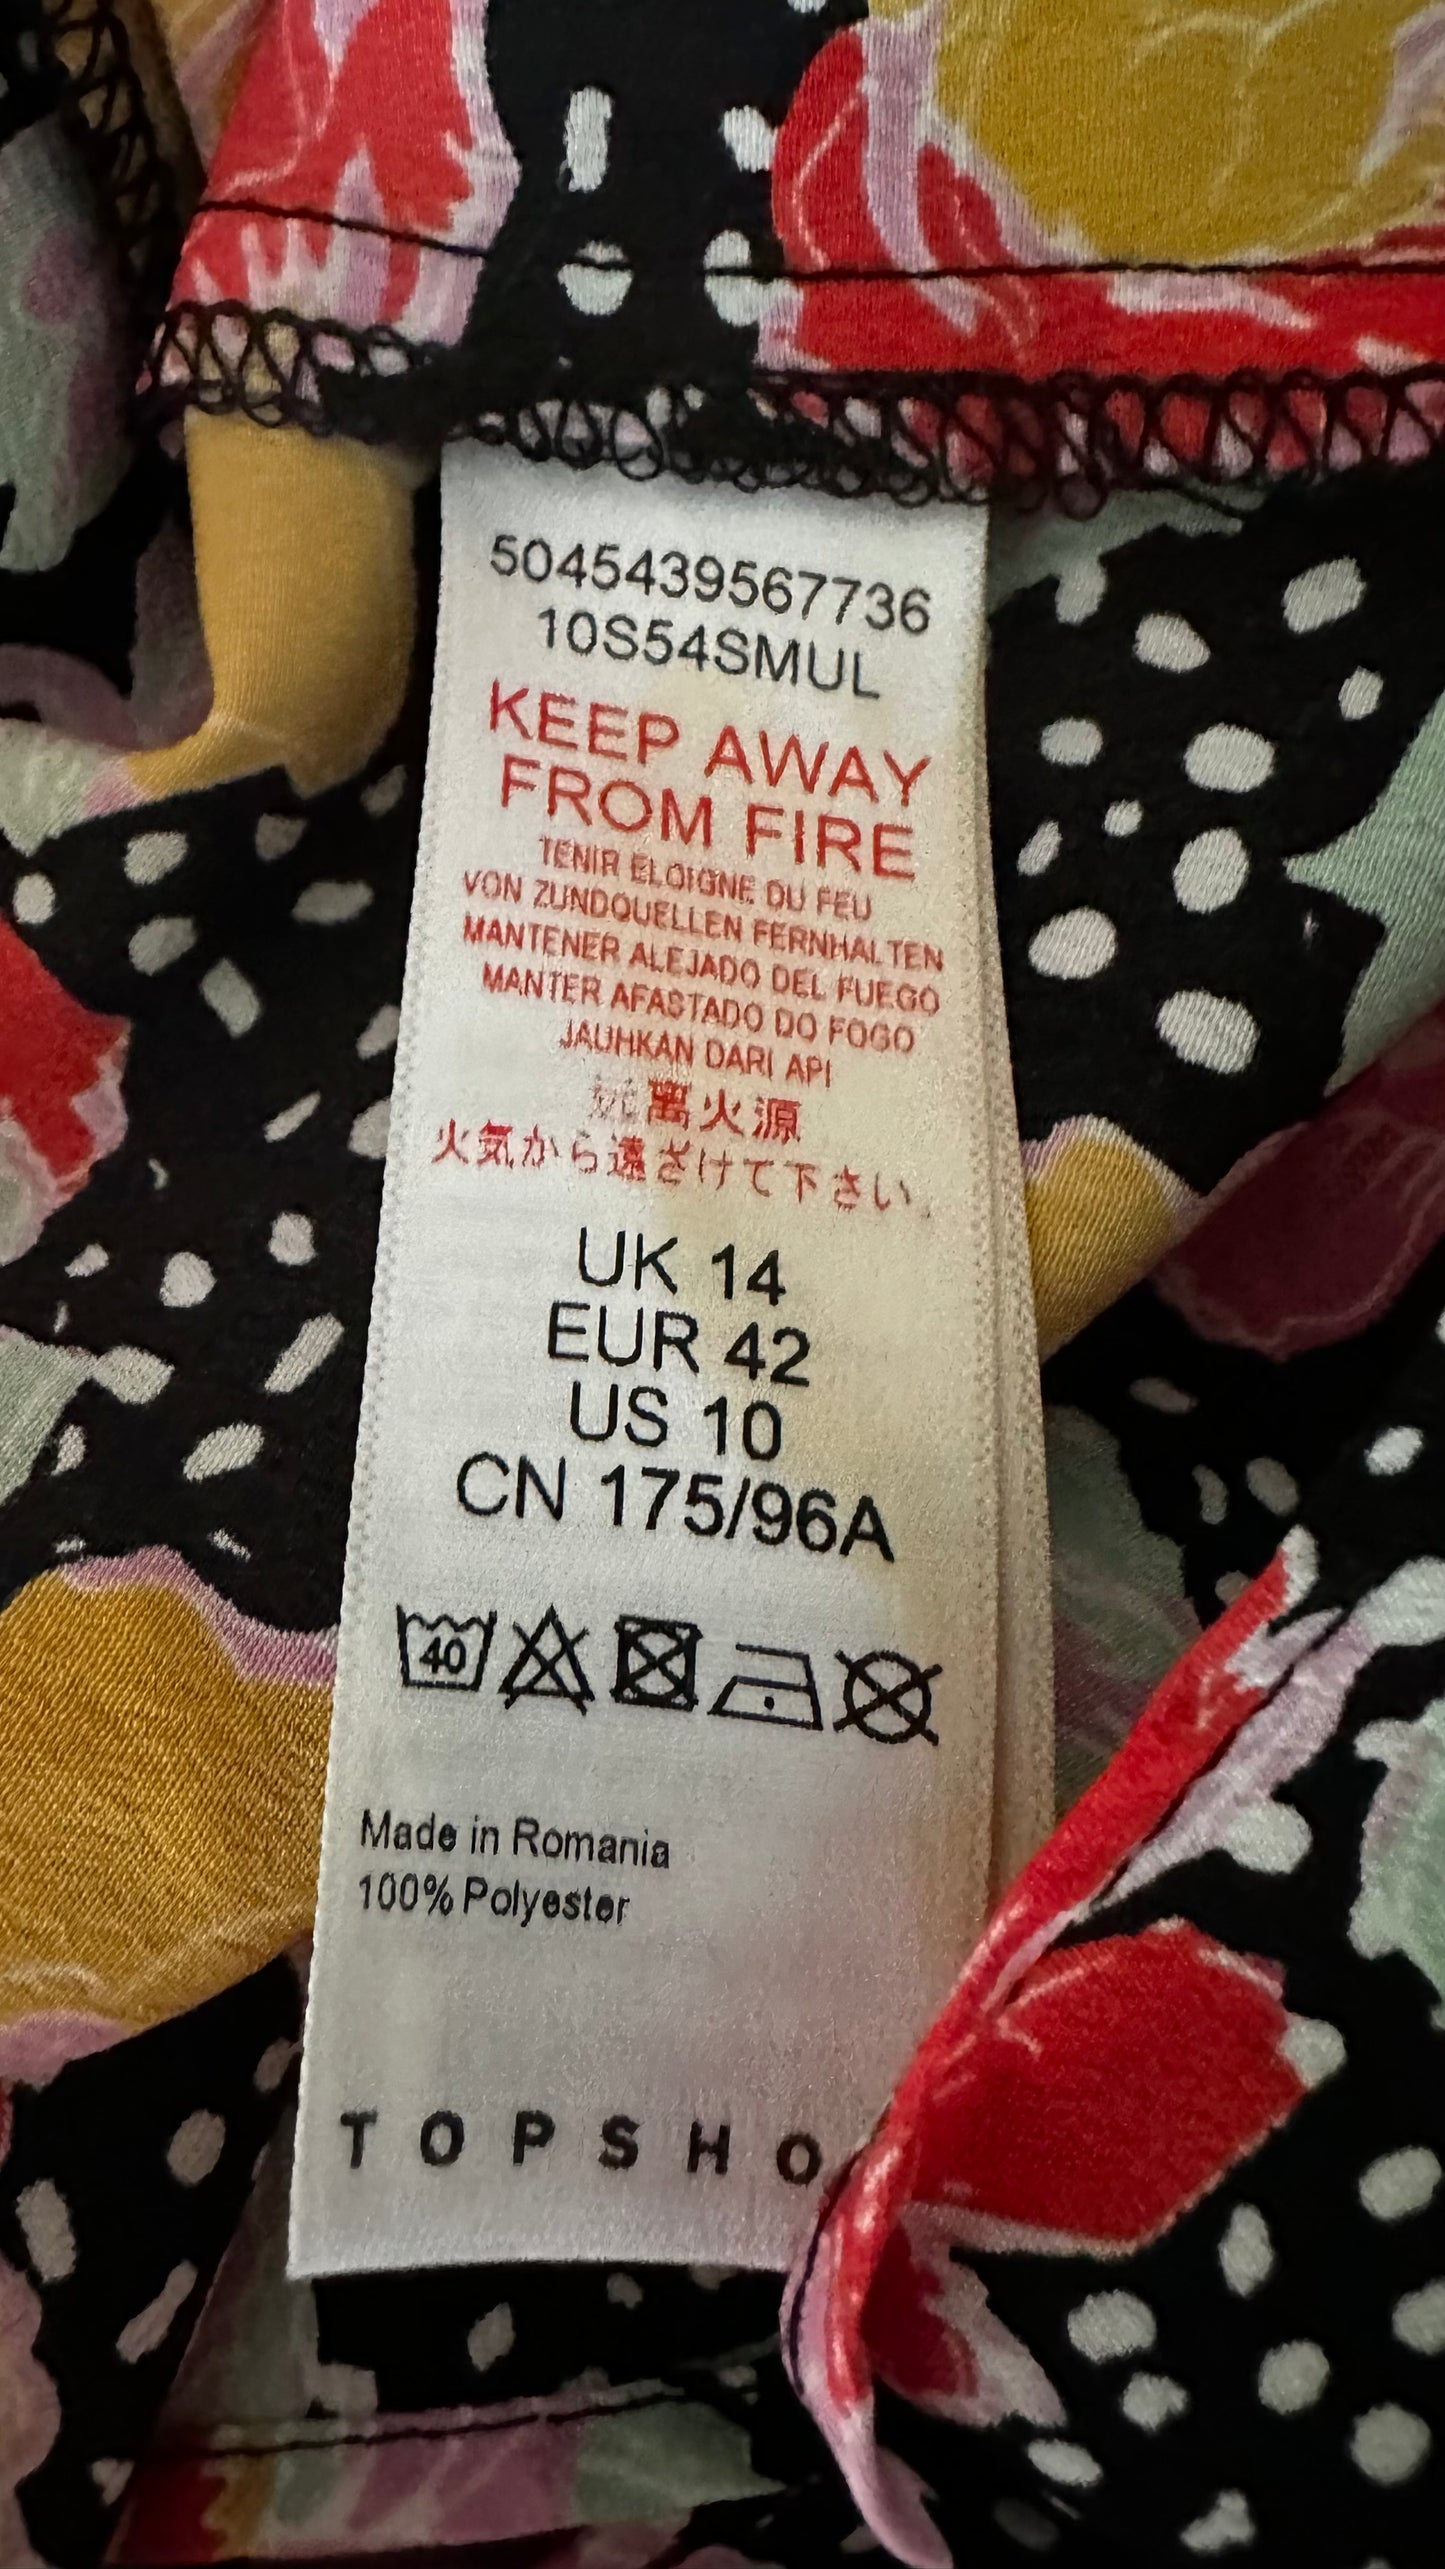 5045439567736
10S54SMUL
KEEP AWAY
FROM FIRE
TENIR ELOIGNE DU FEU
VON ZUNDQUELLEN FERNHALTEN
MANTENER ALEJADO DEL FUEGO
MANTER AFASTADO DO FOGO
JAUHKAN DARI API
離火源
火気から遠ざけて下さい
UK 14
EUR 42
US 10
CN 175/96A
40
Made in Romania
100% Polyester
TOPSHO